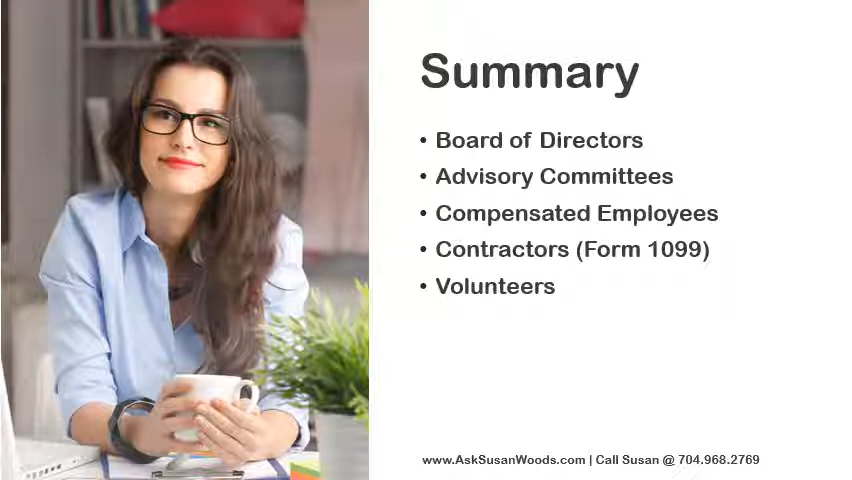 Summary
• Board of Directors
• Advisory Committees
• Compensated Employees
• Contractors (Form 1099)
• Volunteers
www.AskSusanWoods.com | Call Susan @ 704.968.2769